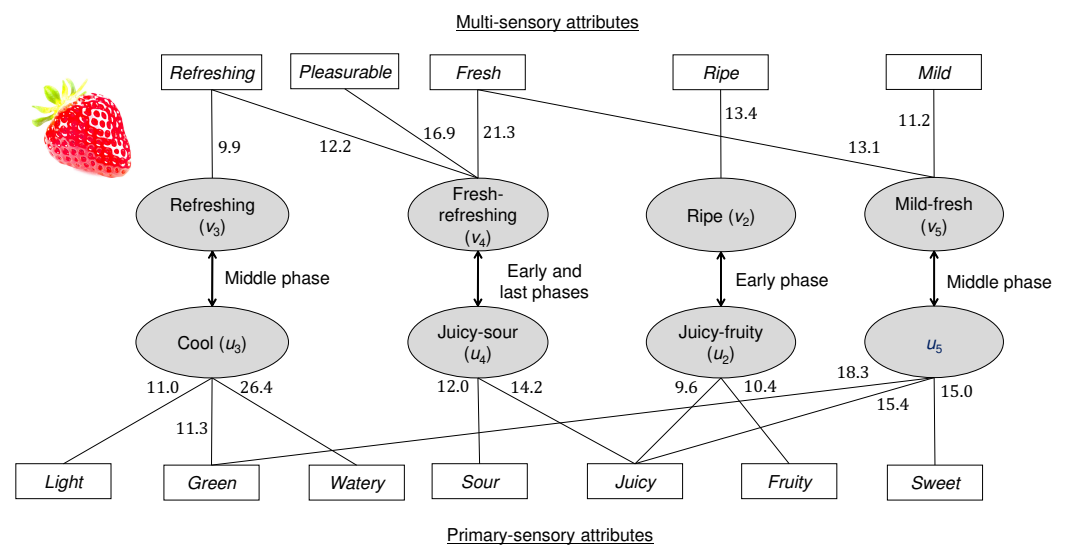 Multi-sensory attributes
Refreshing
Pleasurable
Fresh
Ripe
Mild
9.9
12.2
16.9
21.3
13.4
13.1
11.2
Refreshing
(v3)
Fresh-
refreshing
(v4)
Ripe (v2)
Mild-fresh
(v5)
Middle phase
Early and
last phases
Early phase
Middle phase
Cool (u3)
Juicy-sour
(u4)
Juicy-fruity
(u2)
u5
11.0
26.4
11.3
12.0
14.2
9.6
10.4
18.3
15.4
15.0
Light
Green
Watery
Sour
Juicy
Fruity
Sweet
Primary-sensory attributes